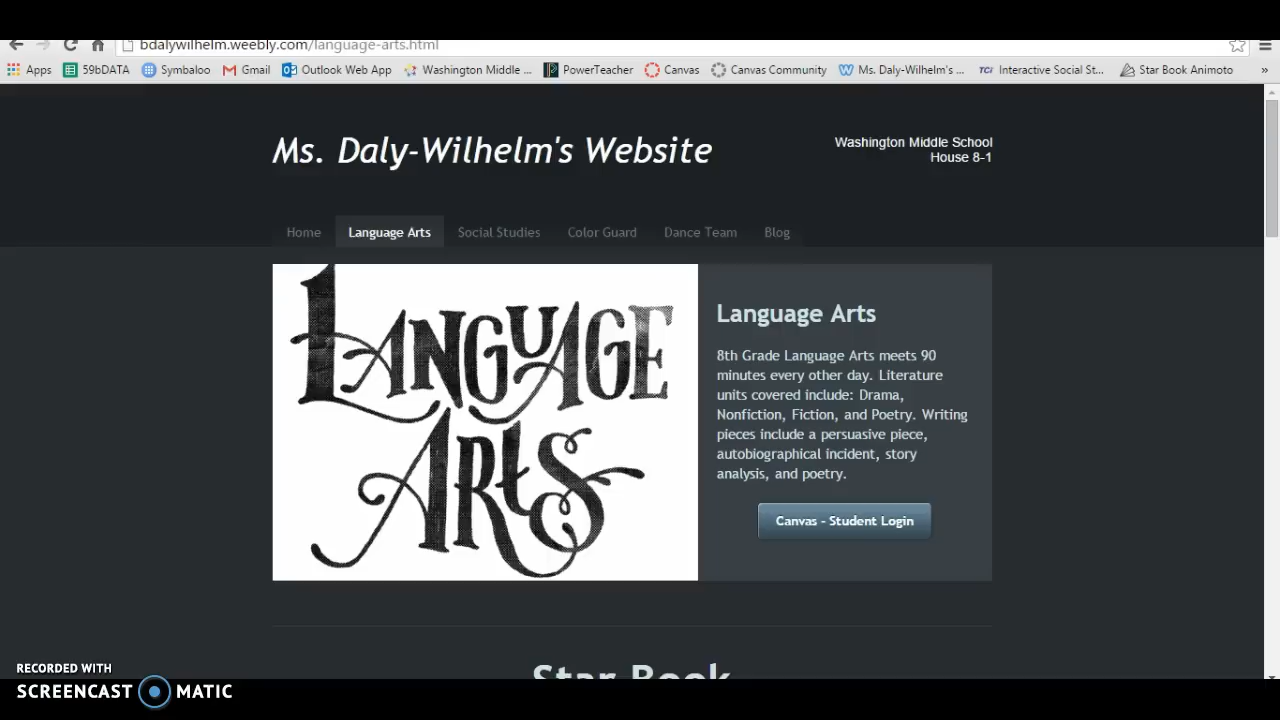 bdalywilhelm.weebly.com/language-arts.html
Apps 59bDATA Symbaloo Gmail Outlook Web App Washington Middle ... PowerTeacher Canvas Canvas Community Ms. Daly-Wilhelm's ... TCi Interactive Social St... Star Book Animoto »
Ms. Daly-Wilhelm's Website
Washington Middle School
House 8-1
Home Language Arts Social Studies Color Guard Dance Team Blog
LANGUAGE
ARts
Language Arts
8th Grade Language Arts meets 90
minutes every other day. Literature
units covered include: Drama,
Nonfiction, Fiction, and Poetry. Writing
pieces include a persuasive piece,
autobiographical incident, story
analysis, and poetry.
Canvas - Student Login
Star Book
RECORDED WITH
SCREENCAST MATIC